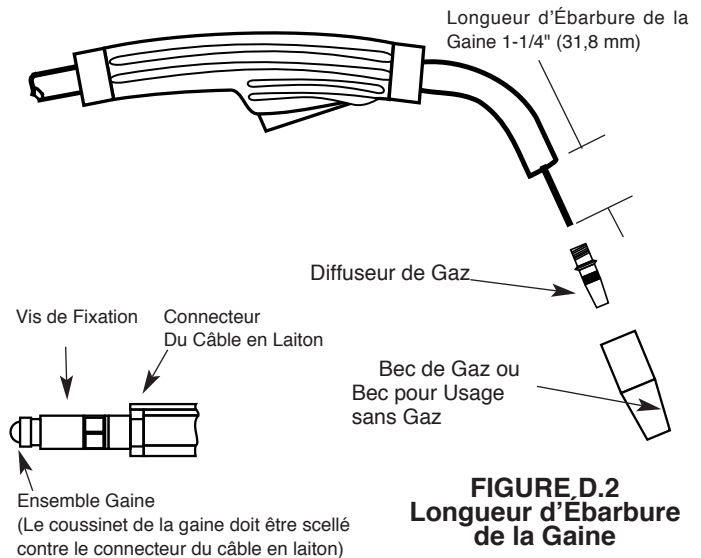 Longueur d'Ébarbure de la
Gaine 1-1/4" (31,8 mm)
Diffuseur de Gaz
Vis de Fixation
Connecteur
Du Câble en Laiton
Bec de Gaz ou
Bec pour Usage
sans Gaz
Ensemble Gaine
(Le coussinet de la gaine doit être scellé
contre le connecteur du câble en laiton)
FIGURE D.2
Longueur d'Ébarbure
de la Gaine